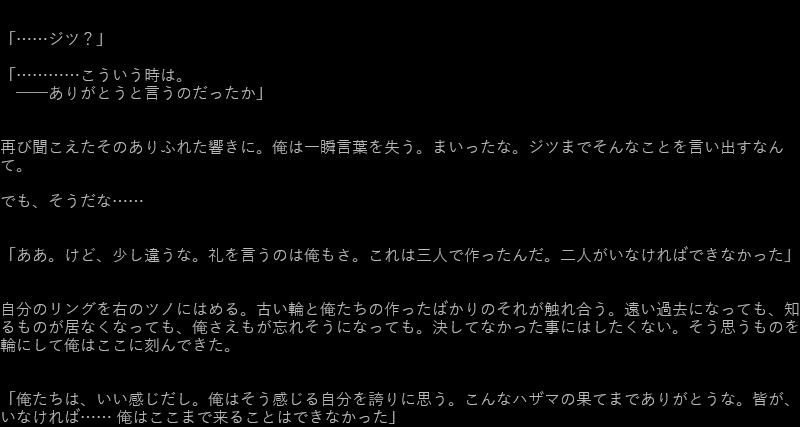 「……ジツ？」
「…………こういう時は。
──ありがとうと言うのだったか」
再び聞こえたそのありふれた響きに。俺は一瞬言葉を失う。まいったな。ジツまでそんなことを言い出すなん
て。
でも、そうだな……
「ああ。けど、少し違うな。礼を言うのは俺もさ。これは三人で作ったんだ。二人がいなければできなかった」
自分のリングを右のツノにはめる。古い輪と俺たちの作ったばかりのそれが触れ合う。遠い過去になっても、知
るものが居なくなっても、俺さえもが忘れそうになっても。決してなかった事にはしたくない。そう思うものを
輪にして俺はここに刻んできた。
「俺たちは、いい感じだし。俺はそう感じる自分を誇りに思う。こんなハザマの果てまでありがとうな。皆が、
いなければ…… 俺はここまで来ることはできなかった」